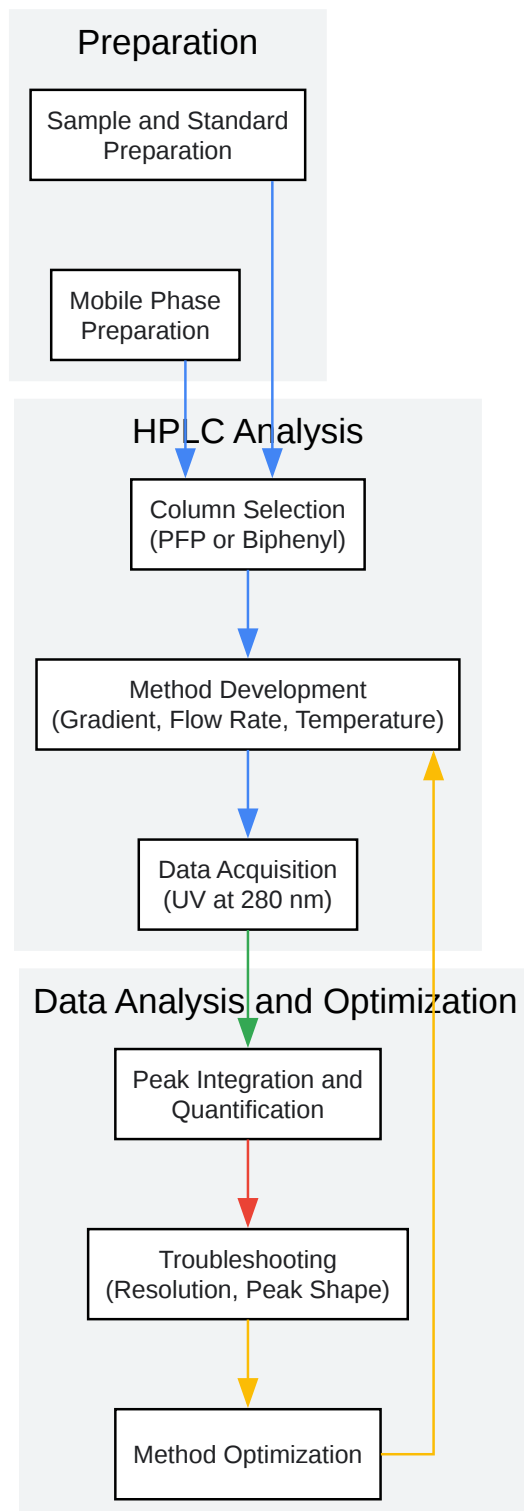 Preparation
Sample and Standard
Preparation
Mobile Phase
Preparation
HPLC Analysis
Column Selection
(PFP or Biphenyl)
Method Development
(Gradient, Flow Rate, Temperature)
Data Acquisition
(UV at 280 nm)
Data Analysis and Optimization
Peak Integration and
Quantification
Troubleshooting
(Resolution, Peak Shape)
Method Optimization